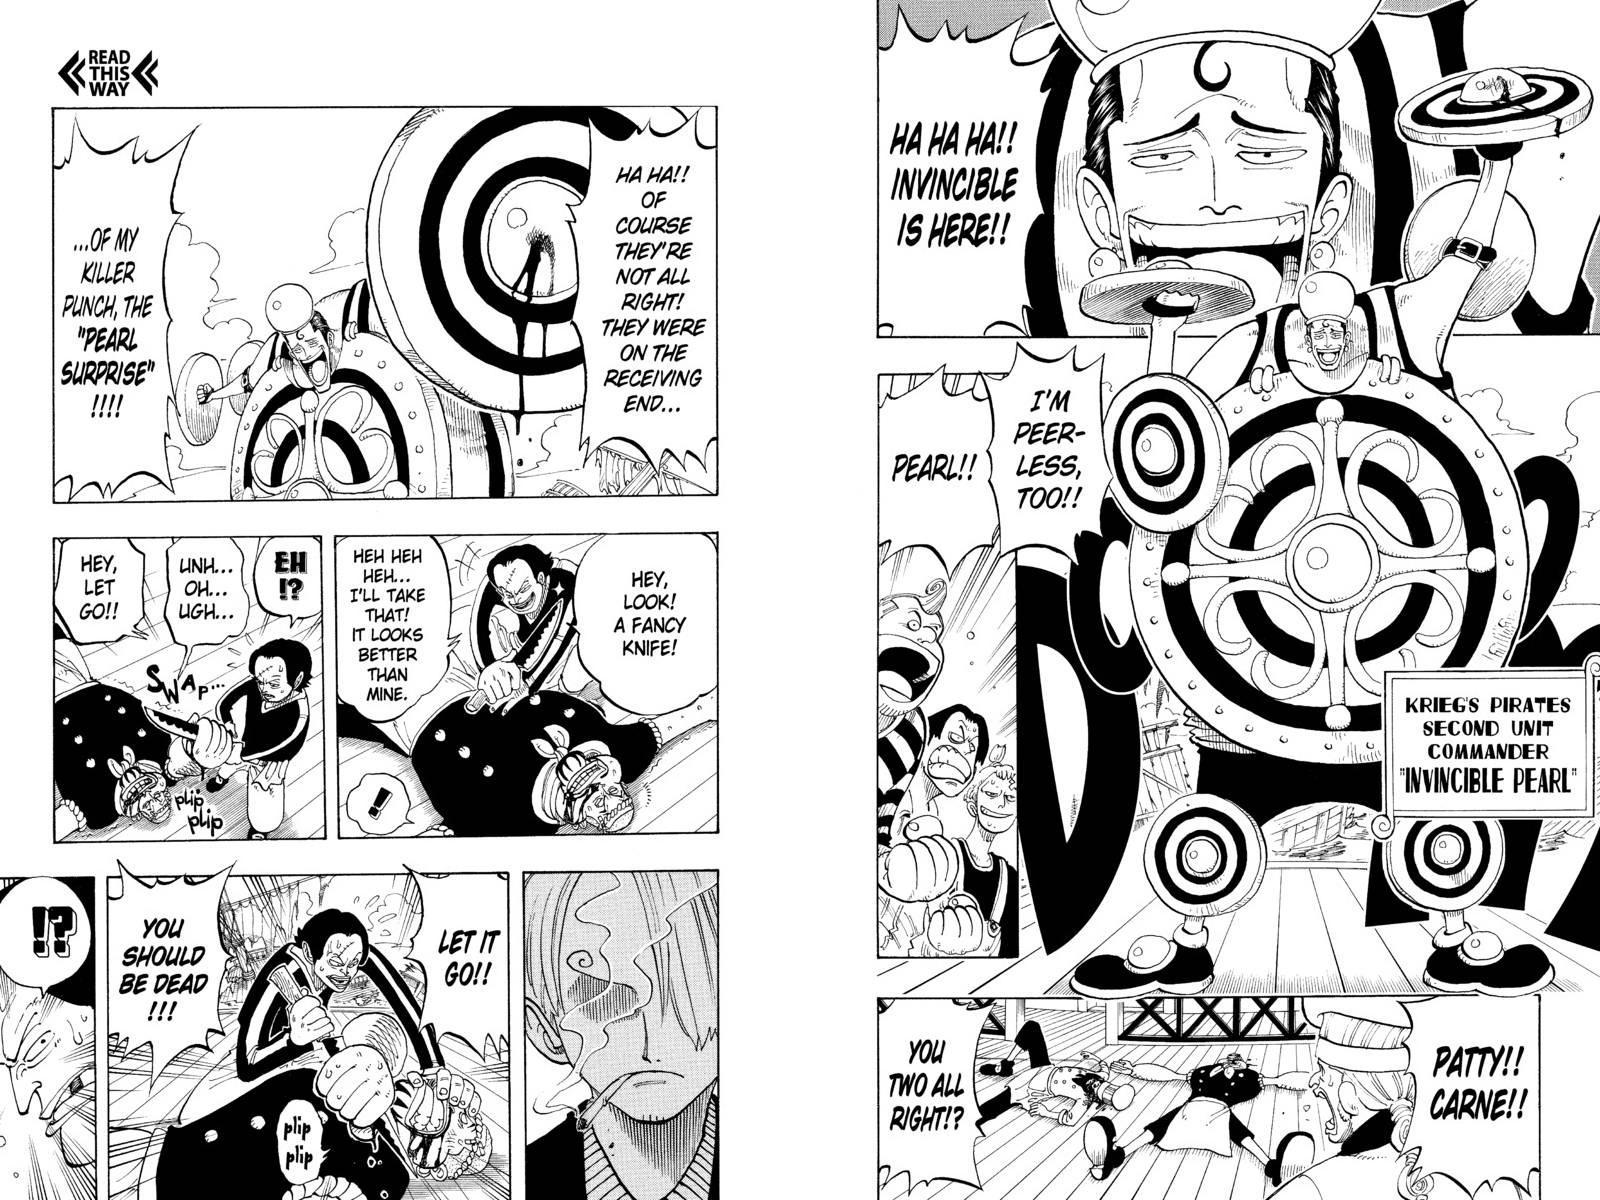 HA HA HA!!
INVINCIBLE
IS HERE!!
I'M
PEER-
LESS,
TOO!!
PEARL!!
KRIEG'S PIRATES
SECOND UNIT
COMMANDER
"INVINCIBLE PEARL"
PATTY!!
CARNE!!
YOU
TWO ALL
RIGHT!?
READ
THIS
WAY
HA HA!!
OF
COURSE
THEY'RE
NOT ALL
RIGHT!
THEY WERE
ON THE
RECEIVING
END...
...OF MY
KILLER
PUNCH, THE
"PEARL
SURPRISE"
!!!!
HEY,
LOOK!
A FANCY
KNIFE!
HEH HEH
HEH...
I'LL TAKE
THAT!
IT LOOKS
BETTER
THAN
MINE.
!!
EH
!?
UNH...
OH...
UGH...
HEY,
LET
GO!!
SWAP...
plip
plip
LET IT
GO!!
YOU
SHOULD
BE DEAD
!!!
plip
plip
!?